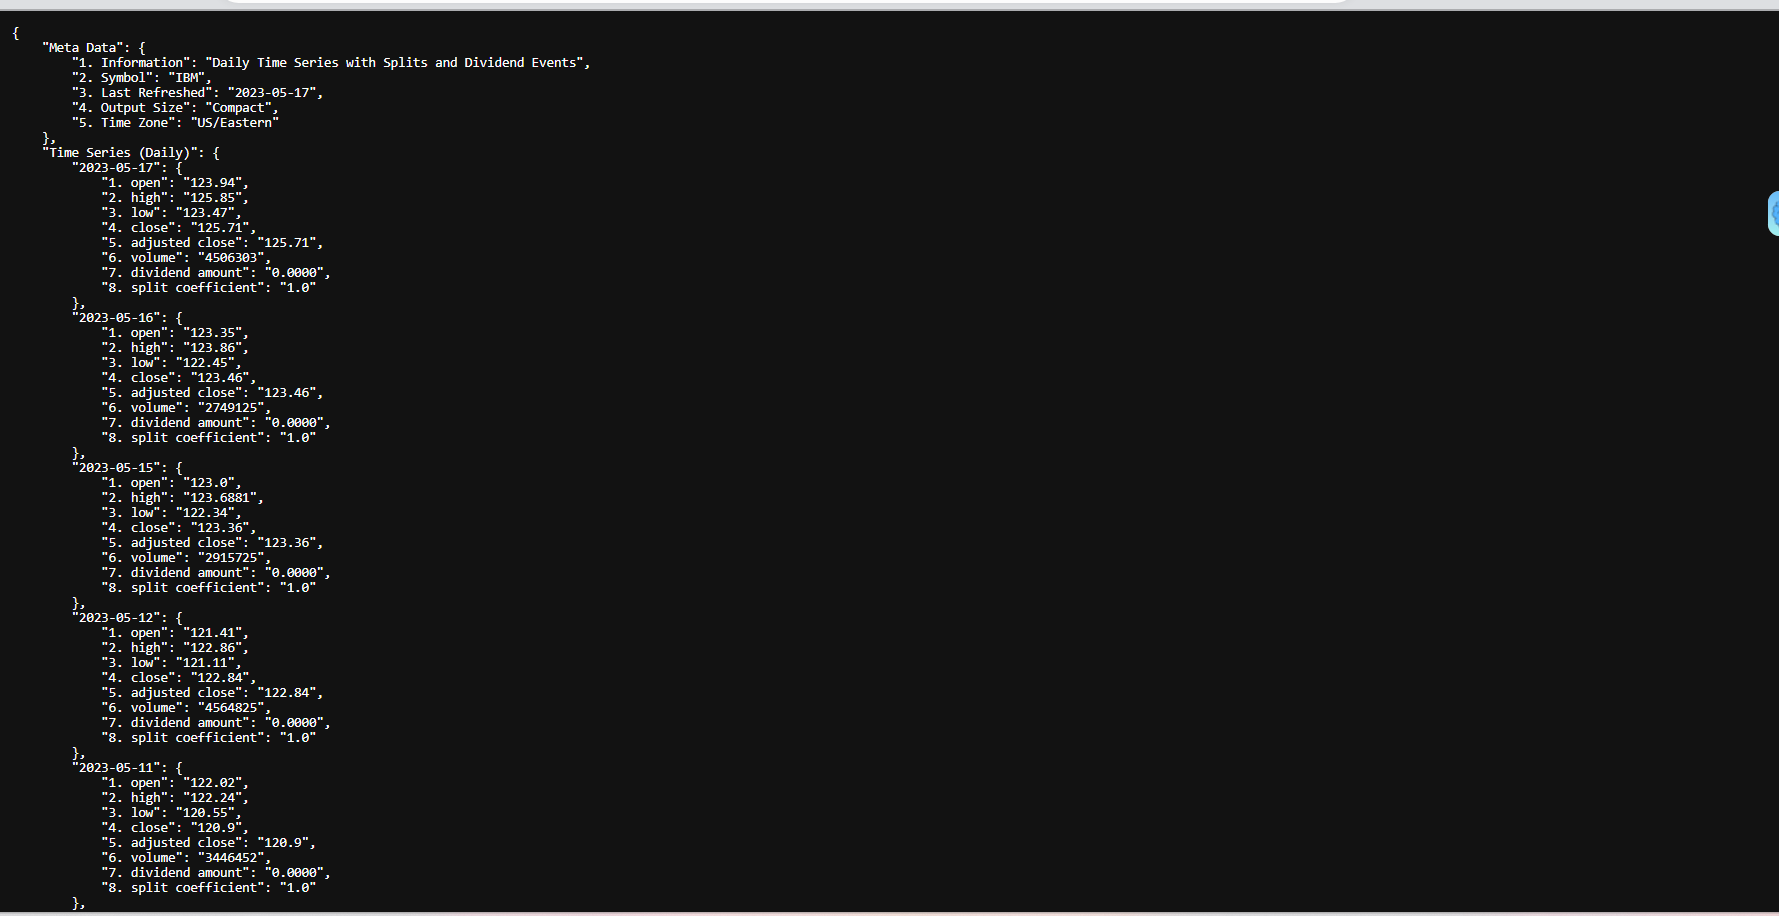 {
    "Meta Data": {
        "1. Information": "Daily Time Series with Splits and Dividend Events",
        "2. Symbol": "IBM",
        "3. Last Refreshed": "2023-05-17",
        "4. Output Size": "Compact",
        "5. Time Zone": "US/Eastern"
    },
    "Time Series (Daily)": {
        "2023-05-17": {
            "1. open": "123.94",
            "2. high": "125.85",
            "3. low": "123.47",
            "4. close": "125.71",
            "5. adjusted close": "125.71",
            "6. volume": "4506303",
            "7. dividend amount": "0.0000",
            "8. split coefficient": "1.0"
        },
        "2023-05-16": {
            "1. open": "123.35",
            "2. high": "123.86",
            "3. low": "122.45",
            "4. close": "123.46",
            "5. adjusted close": "123.46",
            "6. volume": "2749125",
            "7. dividend amount": "0.0000",
            "8. split coefficient": "1.0"
        },
        "2023-05-15": {
            "1. open": "123.0",
            "2. high": "123.6881",
            "3. low": "122.34",
            "4. close": "123.36",
            "5. adjusted close": "123.36",
            "6. volume": "2915725",
            "7. dividend amount": "0.0000",
            "8. split coefficient": "1.0"
        },
        "2023-05-12": {
            "1. open": "121.41",
            "2. high": "122.86",
            "3. low": "121.11",
            "4. close": "122.84",
            "5. adjusted close": "122.84",
            "6. volume": "4564825",
            "7. dividend amount": "0.0000",
            "8. split coefficient": "1.0"
        },
        "2023-05-11": {
            "1. open": "122.02",
            "2. high": "122.24",
            "3. low": "120.55",
            "4. close": "120.9",
            "5. adjusted close": "120.9",
            "6. volume": "3446452",
            "7. dividend amount": "0.0000",
            "8. split coefficient": "1.0"
        },